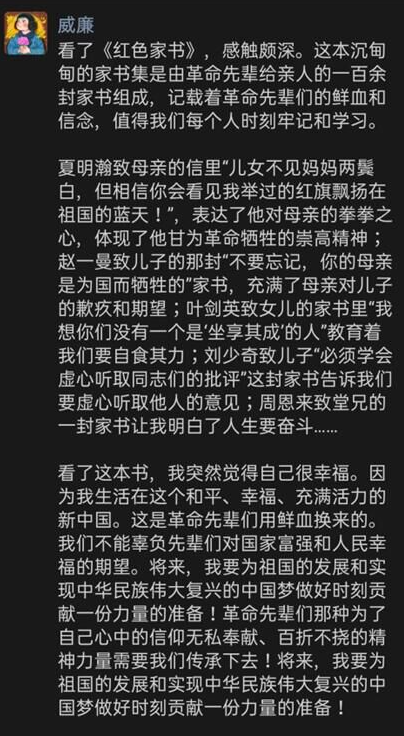 威廉
看了《红色家书》，感触颇深。这本沉甸
甸的家书集是由革命先辈给亲人的一百余
封家书组成，记载着革命先辈们的鲜血和
信念，值得我们每个人时刻牢记和学习。
夏明瀚致母亲的信里“儿女不见妈妈两鬓
白，但相信你会看见我举过的红旗飘扬在
祖国的蓝天！”，表达了他对母亲的拳拳之
心，体现了他甘为革命牺牲的崇高精神；
赵一曼致儿子的那封“不要忘记，你的母亲
是为国而牺牲的”家书，充满了母亲对儿子
的歉疚和期望；叶剑英致女儿的家书里“我
想你们没有一个是‘坐享其成’的人”教育着
我们要自食其力；刘少奇致儿子“必须学会
虚心听取同志们的批评”这封家书告诉我们
要虚心听取他人的意见；周恩来致堂兄的
一封家书让我明白了人生要奋斗……
看了这本书，我突然觉得自己很幸福。因
为我生活在这个和平、幸福、充满活力的
新中国。这是革命先辈们用鲜血换来的。
我们不能辜负先辈们对国家富强和人民幸
福的期望。将来，我要为祖国的发展和实
现中华民族伟大复兴的中国梦做好时刻贡
献一份力量的准备！革命先辈们那种为了
自己心中的信仰无私奉献、百折不挠的精
神力量需要我们传承下去！将来，我要为
祖国的发展和实现中华民族伟大复兴的中
国梦做好时刻贡献一份力量的准备！